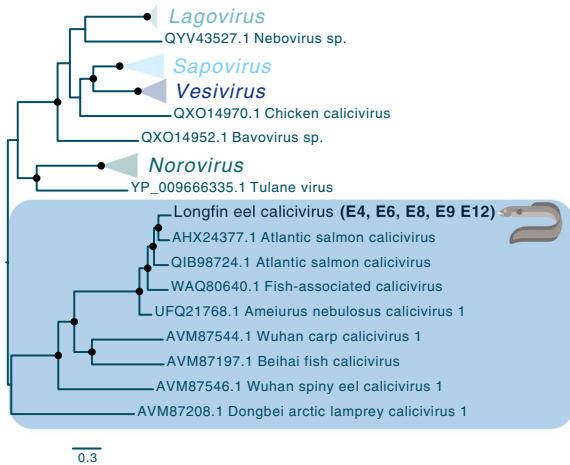 Lagovirus
QYV43527.1 Nebovirus sp.
Sapovirus
Vesivirus
QXO14970.1 Chicken calicivirus
QXO14952.1 Bavovirus sp.
Norovirus
YP_009666335.1 Tulane virus
Longfin eel calicivirus (E4, E6, E8, E9 E12)
AHX24377.1 Atlantic salmon calicivirus
QIB98724.1 Atlantic salmon calicivirus
WAQ80640.1 Fish-associated calicivirus
UFQ21768.1 Ameiurus nebulosus calicivirus 1
AVM87544.1 Wuhan carp calicivirus 1
AVM87197.1 Beihai fish calicivirus
AVM87546.1 Wuhan spiny eel calicivirus 1
AVM87208.1 Dongbei arctic lamprey calicivirus 1
0.3